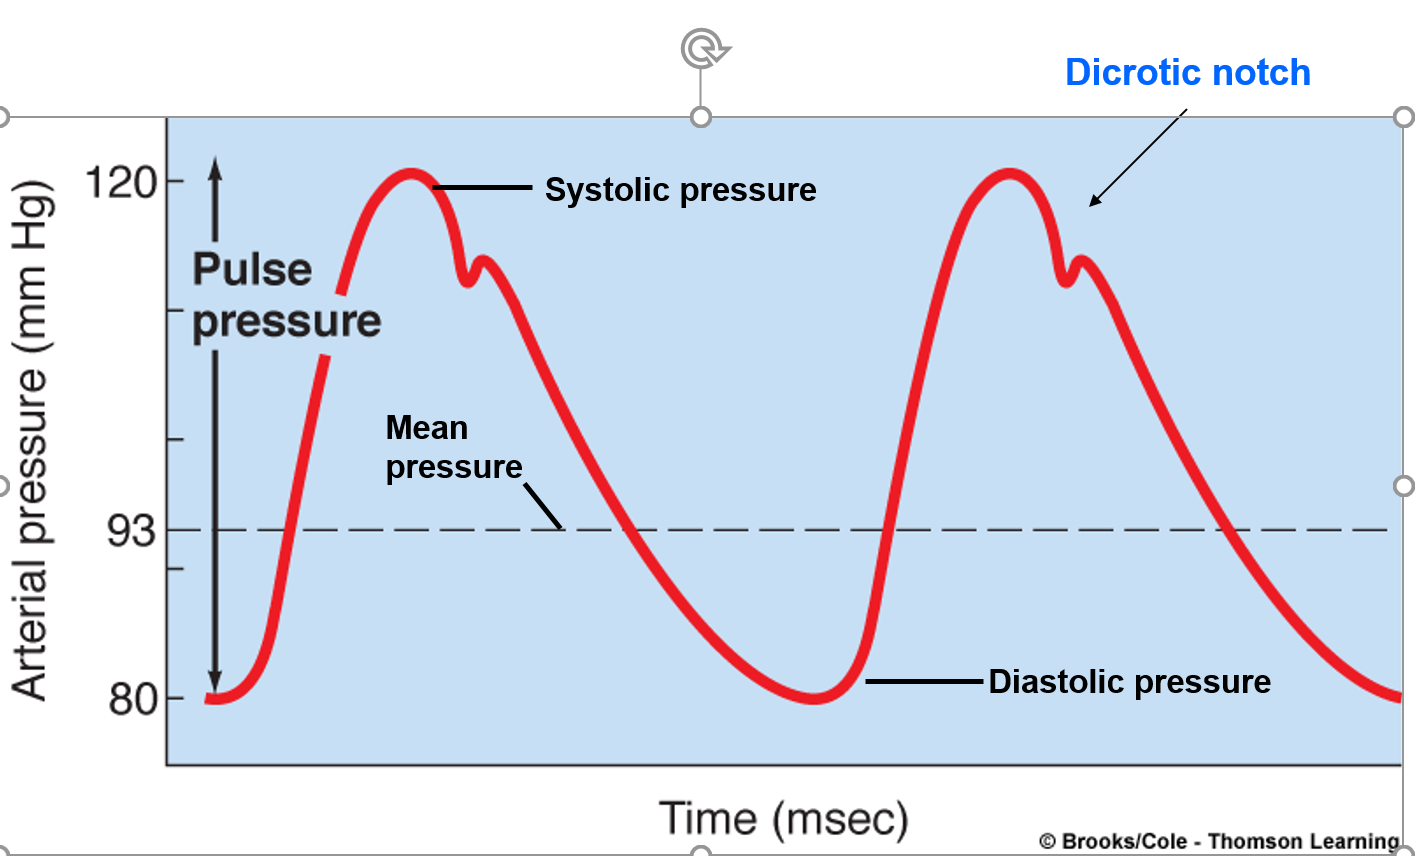 Dicrotic notch
120
Systolic pressure
Pulse
pressure
Mean
pressure
93
Diastolic pressure
80
Arterial pressure (mm Hg)
Time (msec)
© Brooks/Cole - Thomson Learning